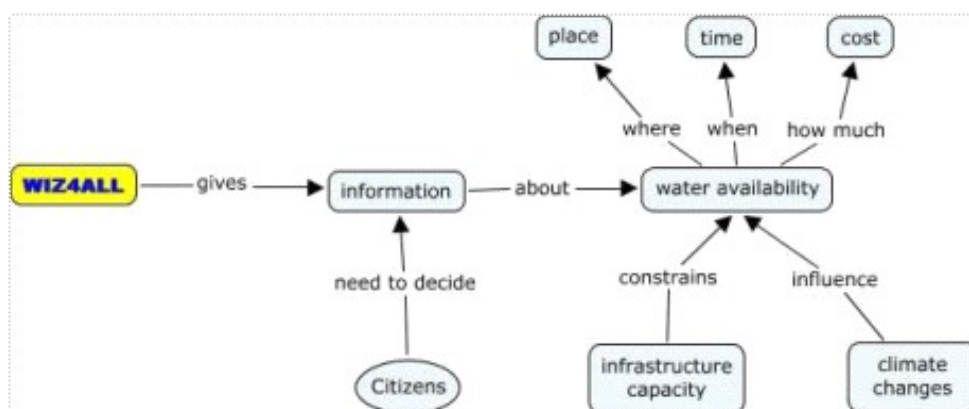 place
time
cost
where
when
how much
WIZ4ALL
gives
information
about
water availability
need to decide
constrains
influence
Citizens
infrastructure
capacity
climate
changes